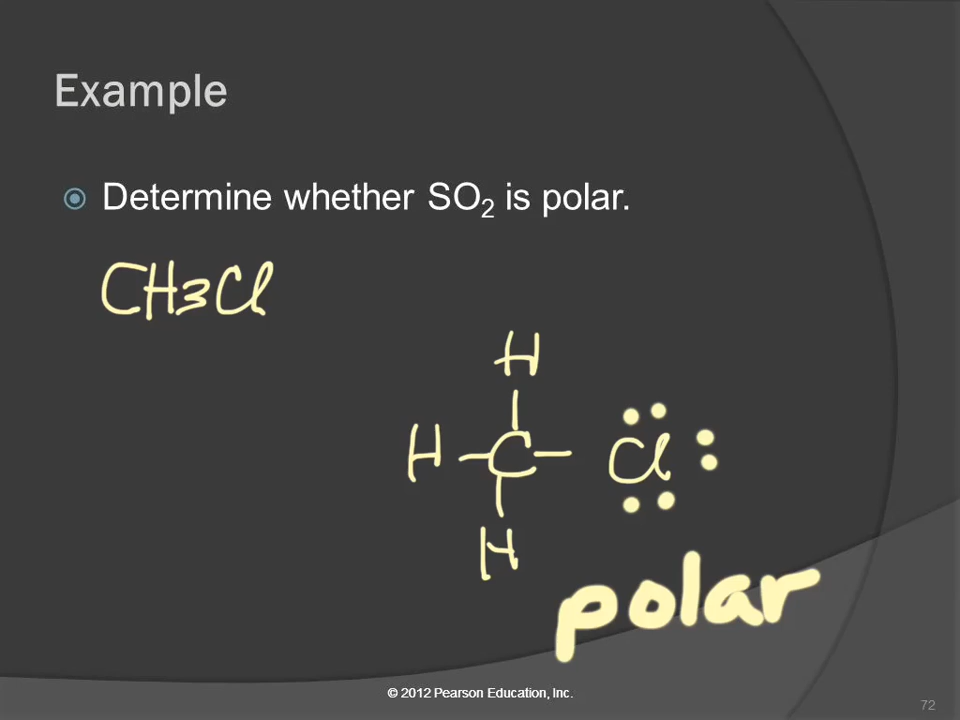 Example
Determine whether SO2 is polar.
CH3Cl
H
H - C - Cl
H
polar
© 2012 Pearson Education, Inc.
72